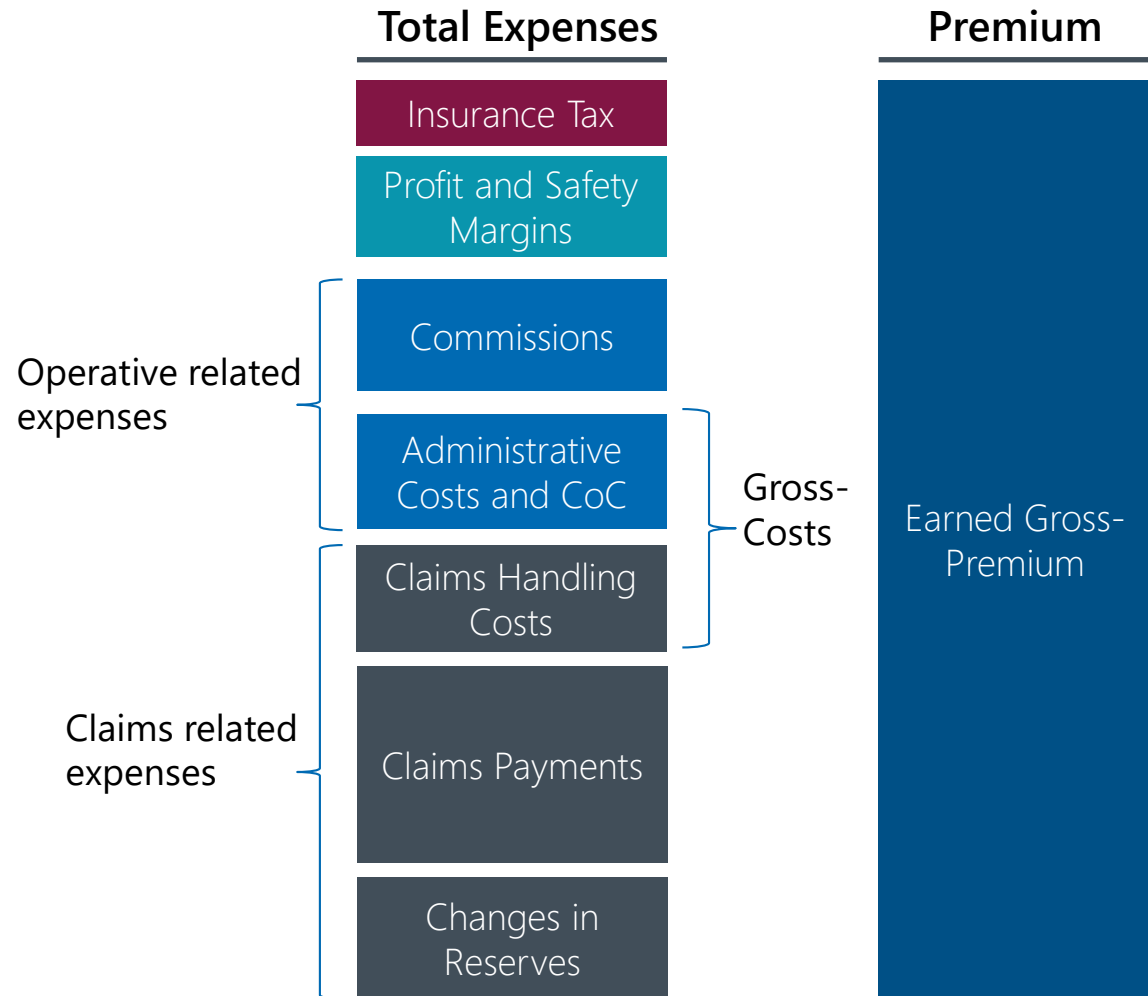 Total Expenses
Premium
Insurance Tax
Profit and Safety
Margins
Commissions
Operative related
expenses
Administrative
Costs and CoC
Gross-
Costs
Earned Gross-
Premium
Claims Handling
Costs
Claims related
expenses
Claims Payments
Changes in
Reserves